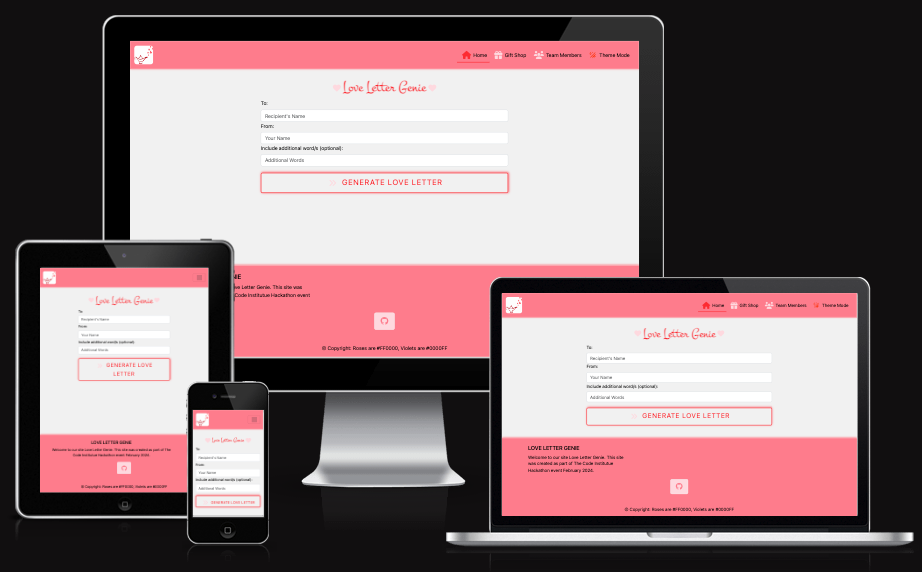 Home Gift Shop Team Members Theme Mode
Love Letter Genie
To:
Recipient's Name
From:
Your Name
Include additional word/s (optional):
Additional Words
GENERATE LOVE LETTER
NIE
ve Letter Genie. This site was
Code Institutue Hackathon event
© Copyright: Roses are #FF0000, Violets are #0000FF
Love Letter Genie
To:
Recipient's Name
From:
Your Name
Include additional word/s (optional):
Additional Words
GENERATE LOVE
LETTER
LOVE LETTER GENIE
Welcome to our site Love Letter Genie. This site was created as part of The
Code Institutue Hackathon event February 2024.
© Copyright: Roses are #FF0000, Violets are #0000FF
Love Letter Genie
To:
Recipient's Name
From:
Your Name
Include additional word/s (optional):
Additional Words
GENERATE LOVE LETTER
Home Gift Shop Team Members Theme Mode
Love Letter Genie
To:
Recipient's Name
From:
Your Name
Include additional word/s (optional):
Additional Words
GENERATE LOVE LETTER
LOVE LETTER GENIE
Welcome to our site Love Letter Genie. This site
was created as part of The Code Institutue
Hackathon event February 2024.
© Copyright: Roses are #FF0000, Violets are #0000FF